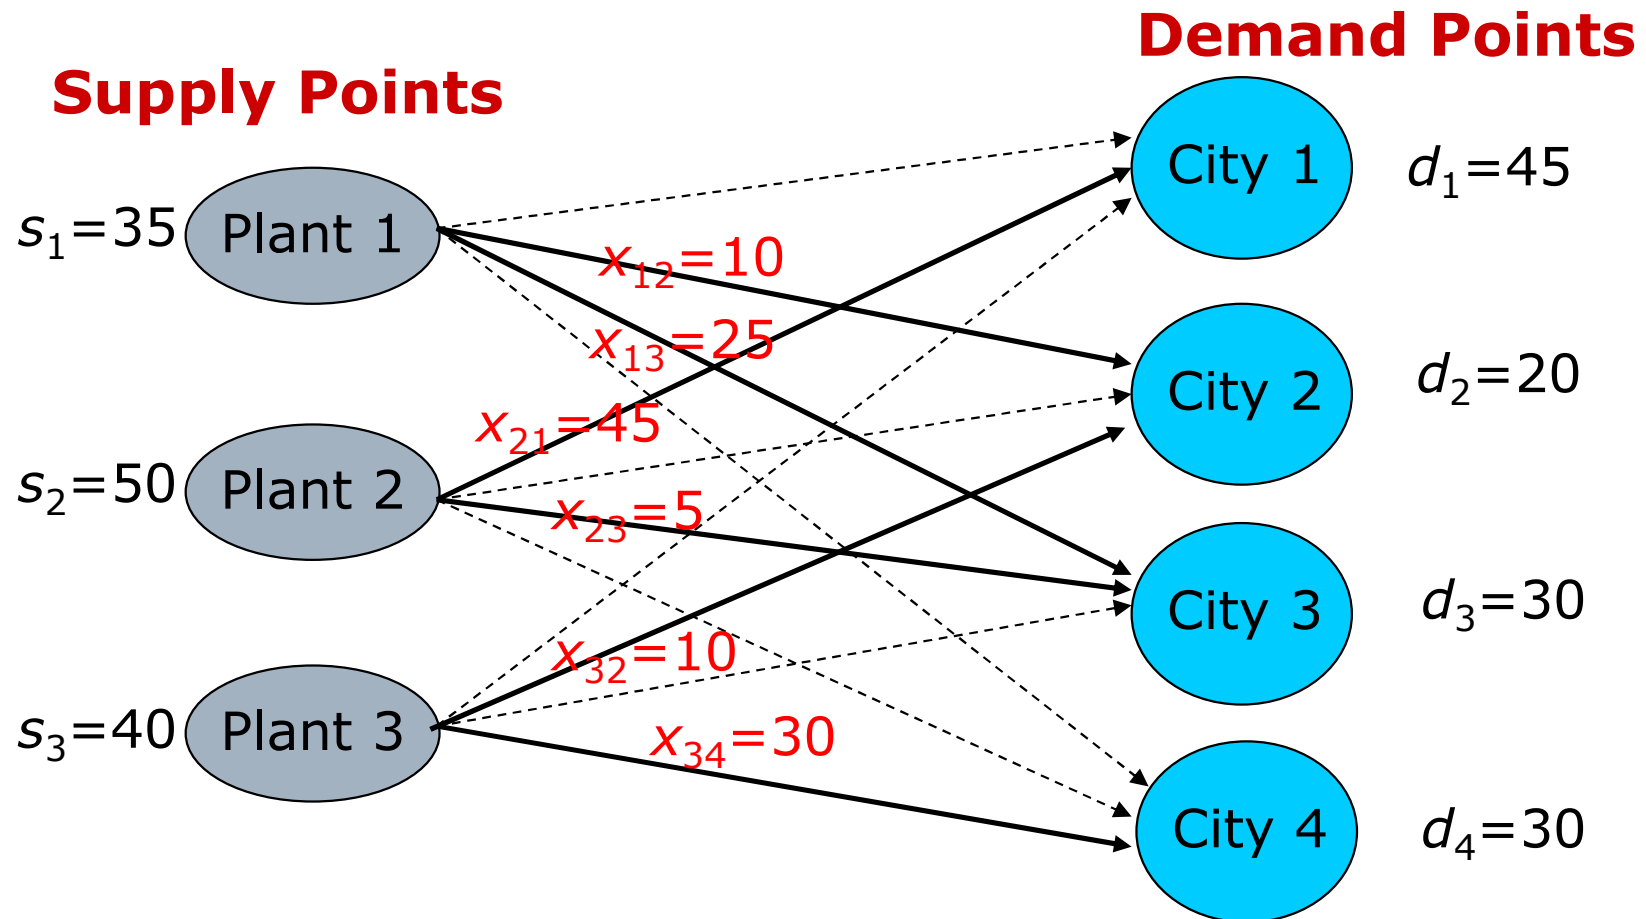 Demand Points
Supply Points
s₁=35
Plant 1
City 1
d₁=45
x₁₂=10
x₁₃=25
City 2
d₂=20
x₂₁=45
s₂=50
Plant 2
x₂₃=5
City 3
d₃=30
x₃₂=10
s₃=40
Plant 3
x₃₄=30
City 4
d₄=30